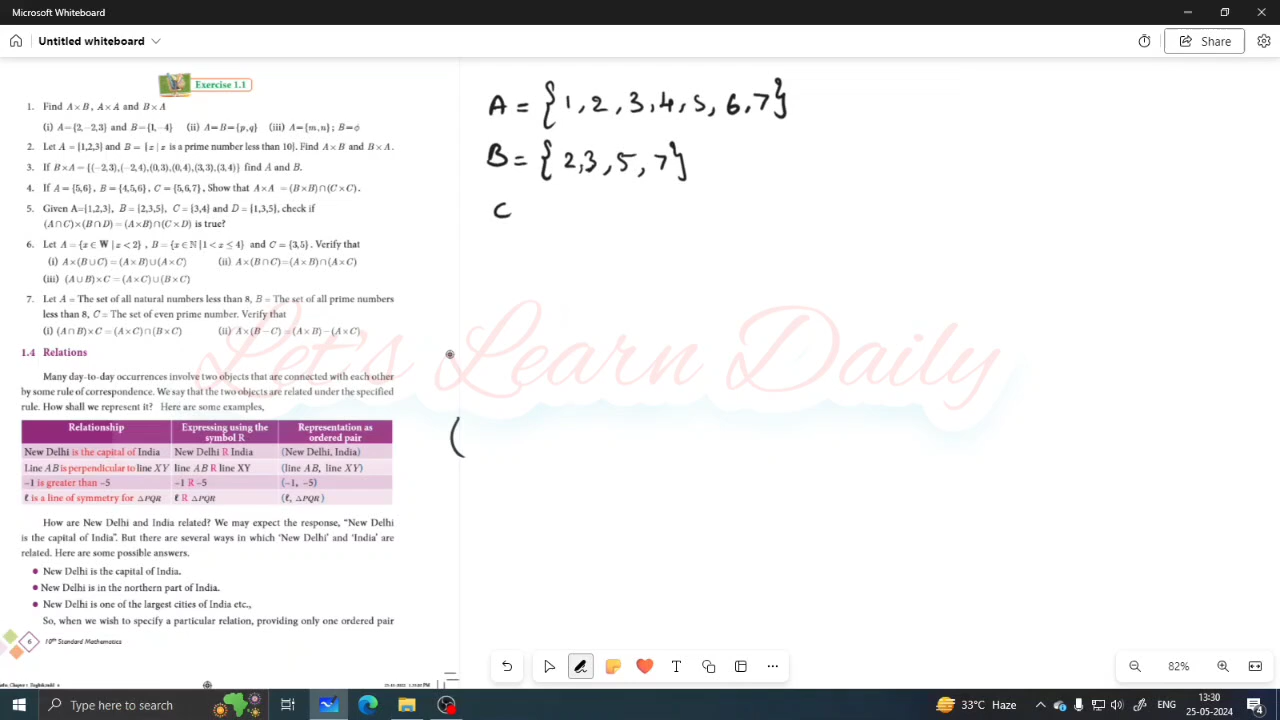 Microsoft Whiteboard
Untitled whiteboard
Share
Exercise 1.1
1. Find A×B, A×A and B×A
(i) A={2,−2,3} and B={1,−4} (ii) A=B={p,q} (iii) A={m,n}; B=ϕ
2. Let A = {1,2,3} and B = {x | x is a prime number less than 10}. Find A×B and B×A.
3. If B×A={(−2,3),(−2,4),(0,3),(0,4),(3,3),(3,4)} find A and B.
4. If A = {5,6}, B = {4,5,6}, C = {5,6,7}, Show that A×A = (B×B)∩(C×C).
5. Given A={1,2,3}, B = {2,3,5}, C = {3,4} and D = {1,3,5}, check if
(A∩C)×(B∩D) = (A×B)∩(C×D) is true?
6. Let A = {x ∈ W | x < 2}, B = {x ∈ N | 1 < x ≤ 4} and C = {3,5}. Verify that
(i) A×(B∪C) = (A×B)∪(A×C) (ii) A×(B∩C)=(A×B)∩(A×C)
(iii) (A∪B)×C = (A×C)∪(B×C)
7. Let A = The set of all natural numbers less than 8, B = The set of all prime numbers
less than 8, C = The set of even prime number. Verify that
(i) (A∩B)×C = (A×C)∩(B×C) (ii) A×(B−C) = (A×B)−(A×C)
1.4 Relations
Many day-to-day occurrences involve two objects that are connected with each other
by some rule of correspondence. We say that the two objects are related under the specified
rule. How shall we represent it? Here are some examples,
Relationship Expressing using the symbol R Representation as ordered pair
New Delhi is the capital of India New Delhi R India (New Delhi, India)
Line AB is perpendicular to line XY line AB R line XY (line AB, line XY)
−1 is greater than −5 −1 R −5 (−1, −5)
ℓ is a line of symmetry for △PQR ℓ R △PQR (ℓ, △PQR)
How are New Delhi and India related? We may expect the response, “New Delhi
is the capital of India”. But there are several ways in which ‘New Delhi’ and ‘India’ are
related. Here are some possible answers.
• New Delhi is the capital of India.
• New Delhi is in the northern part of India.
• New Delhi is one of the largest cities of India etc.,
So, when we wish to specify a particular relation, providing only one ordered pair
6 10th Standard Mathematics
A = {1, 2, 3, 4, 5, 6, 7}
B = {2, 3, 5, 7}
C
(
Let's Learn Daily
T
82%
Type here to search
33°C Haze
ENG
13:30
25-05-2024
4